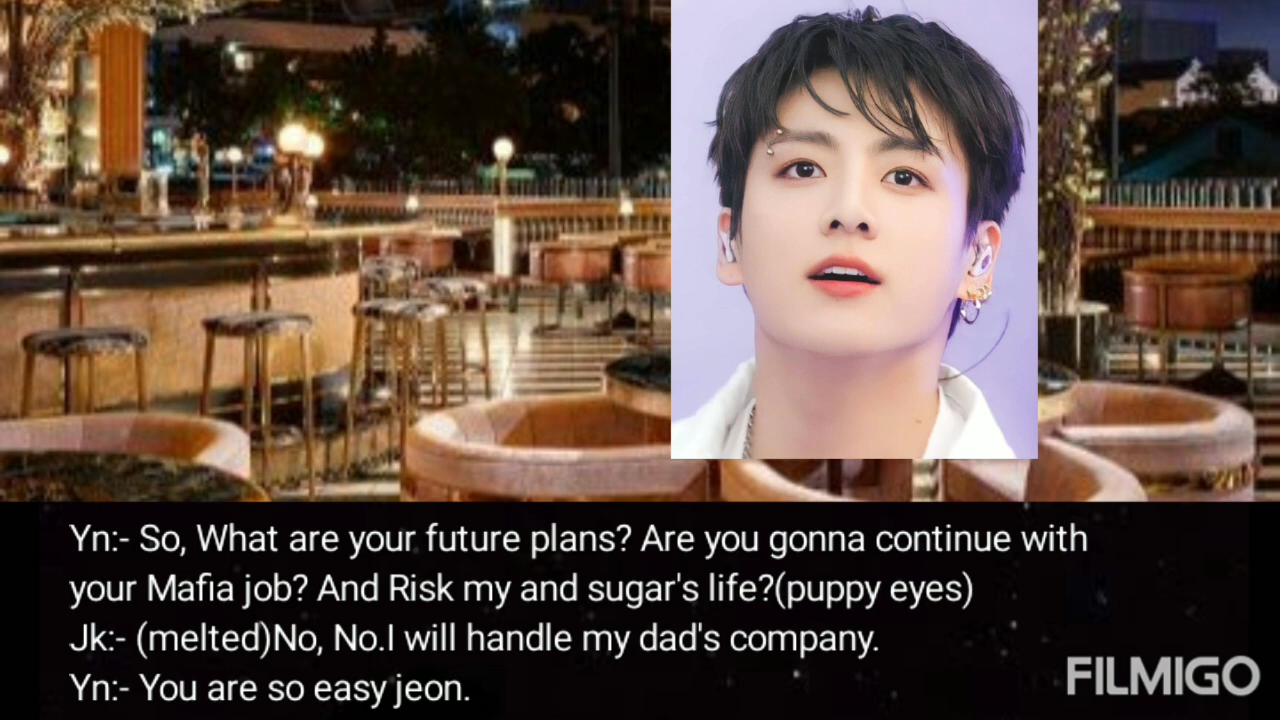 Yn:- So, What are your future plans? Are you gonna continue with
your Mafia job? And Risk my and sugar's life?(puppy eyes)
Jk:- (melted)No, No.I will handle my dad's company.
Yn:- You are so easy jeon.
FILMIGO